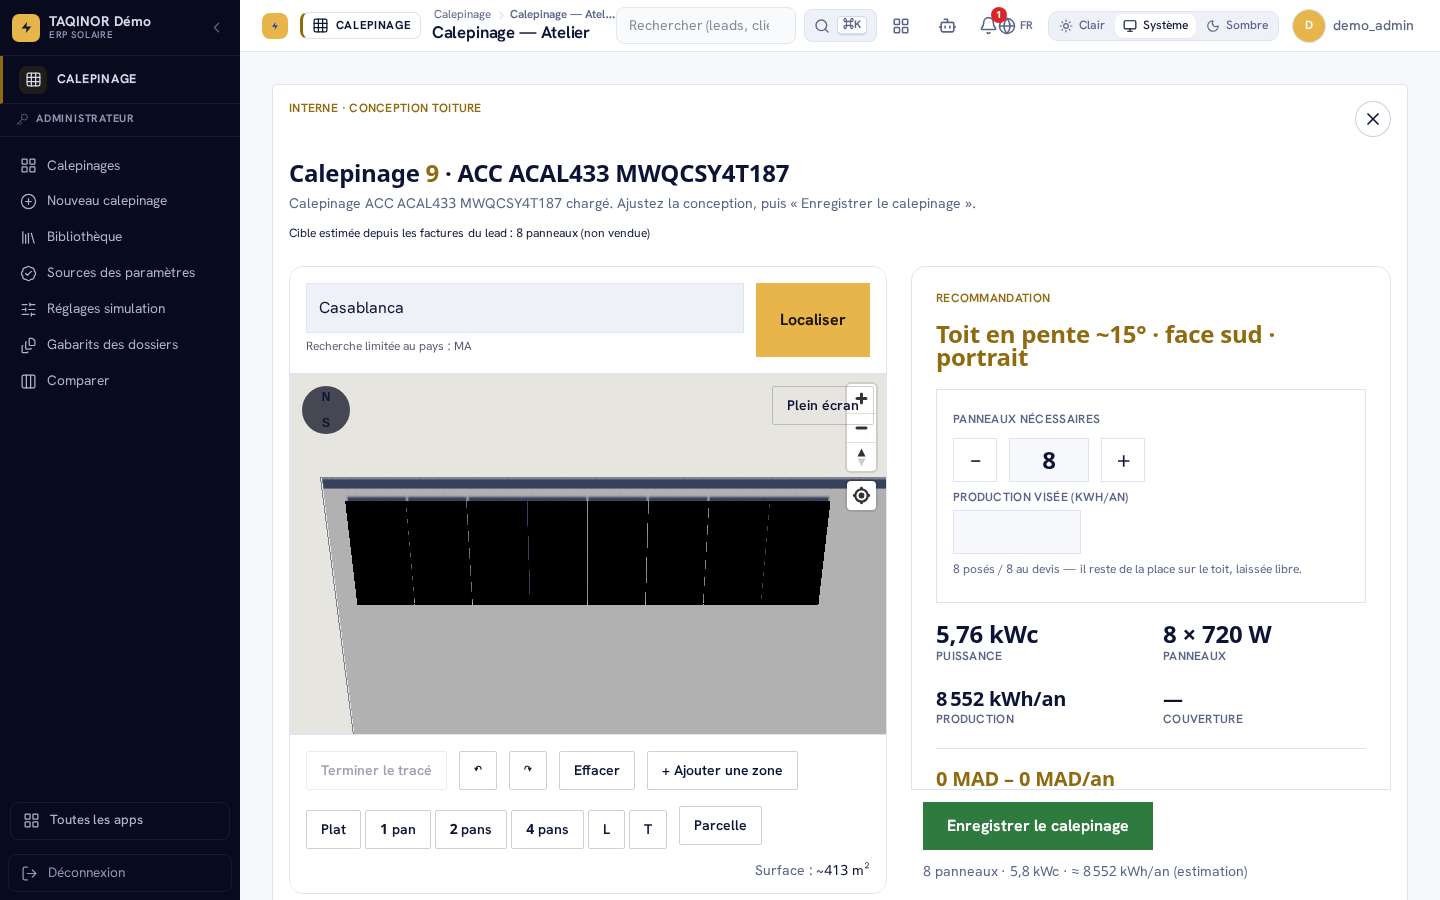 TAQINOR Démo
ERP SOLAIRE
CALEPINAGE
ADMINISTRATEUR
Calepinages
Nouveau calepinage
Bibliothèque
Sources des paramètres
Réglages simulation
Gabarits des dossiers
Comparer
Toutes les apps
Déconnexion
CALEPINAGE
Calepinage > Calepinage — Atel...
Calepinage — Atelier
Rechercher (leads, clie
⌘K
1
FR
Clair
Système
Sombre
D
demo_admin
INTERNE · CONCEPTION TOITURE
Calepinage 9 · ACC ACAL433 MWQCSY4T187
Calepinage ACC ACAL433 MWQCSY4T187 chargé. Ajustez la conception, puis « Enregistrer le calepinage ».
Cible estimée depuis les factures du lead : 8 panneaux (non vendue)
Casablanca
Localiser
Recherche limitée au pays : MA
N
S
Plein écran
Terminer le tracé
↶
↷
Effacer
+ Ajouter une zone
Plat
1 pan
2 pans
4 pans
L
T
Parcelle
Surface : ~413 m²
RECOMMANDATION
Toit en pente ~15° · face sud ·
portrait
PANNEAUX NÉCESSAIRES
−
8
+
PRODUCTION VISÉE (KWH/AN)
8 posés / 8 au devis — il reste de la place sur le toit, laissée libre.
5,76 kWc
PUISSANCE
8 × 720 W
PANNEAUX
8 552 kWh/an
PRODUCTION
—
COUVERTURE
0 MAD – 0 MAD/an
Enregistrer le calepinage
8 panneaux · 5,8 kWc · ≈ 8 552 kWh/an (estimation)